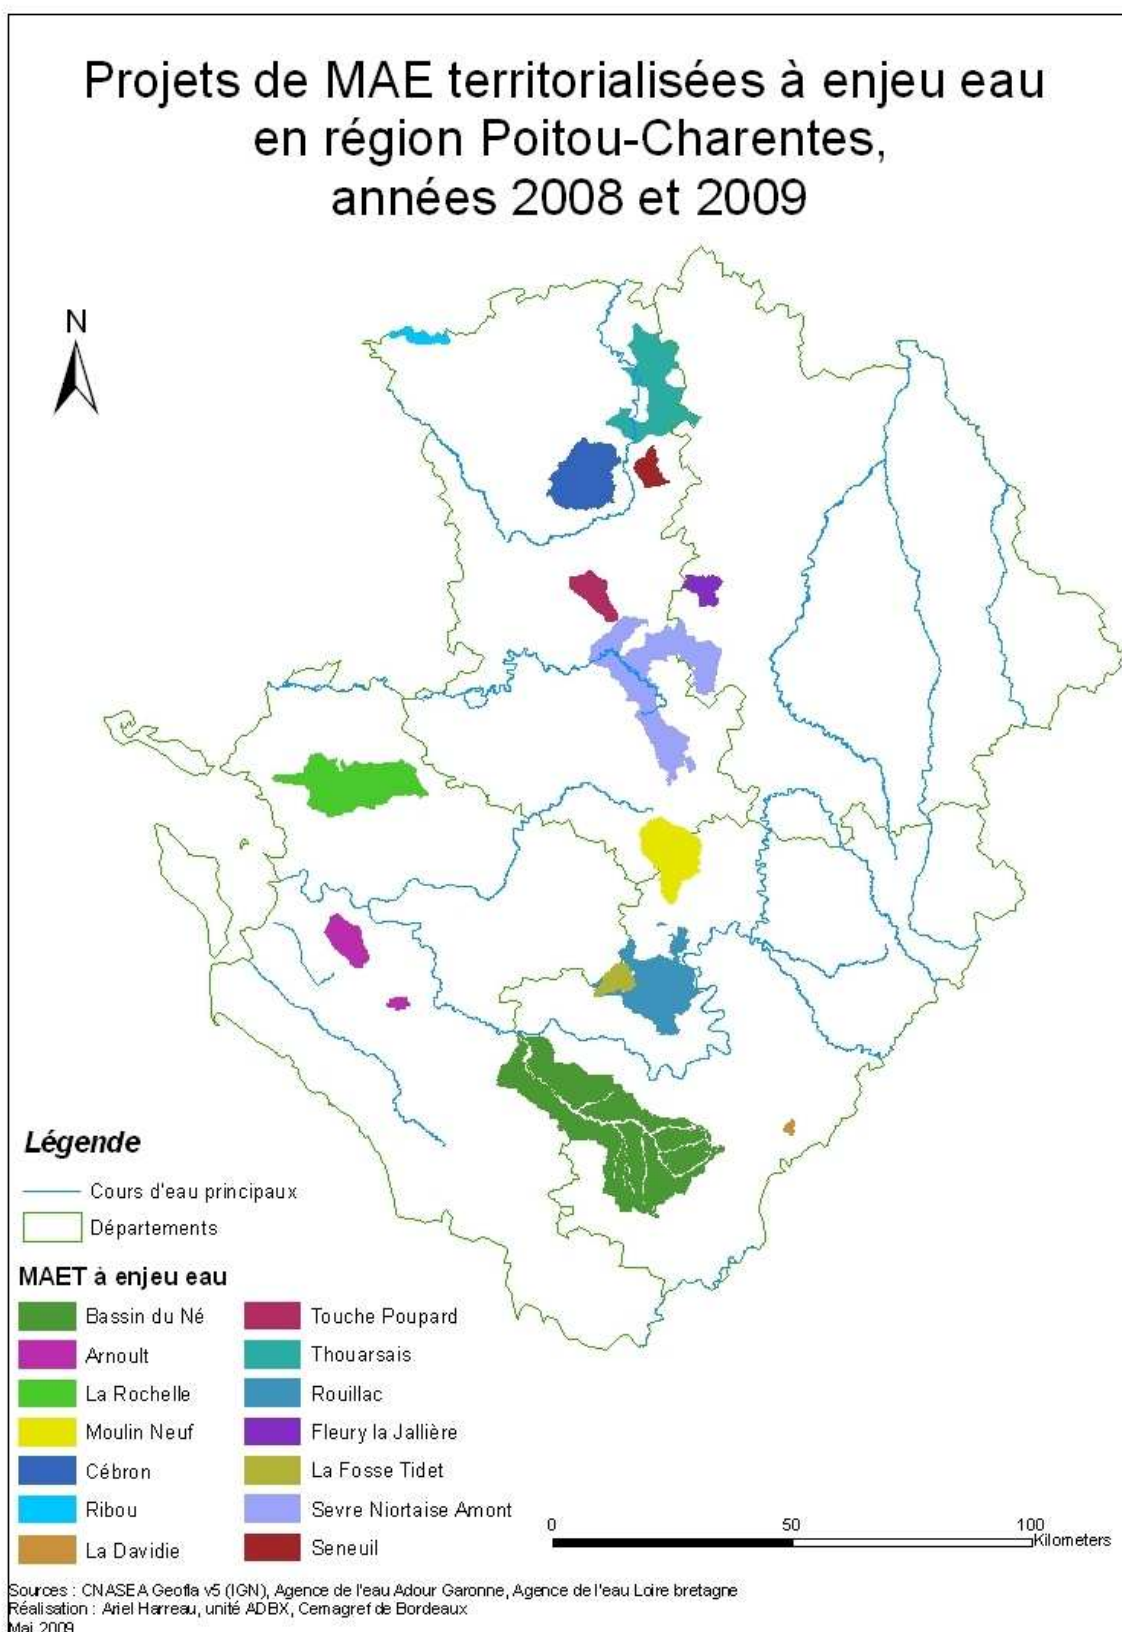 Projets de MAE territorialisées à enjeu eau
en région Poitou-Charentes,
années 2008 et 2009
N
Légende
Cours d'eau principaux
Départements
MAET à enjeu eau
Bassin du Né
Arnoult
La Rochelle
Moulin Neuf
Cébron
Ribou
La Davidie
Touche Poupard
Thouarsais
Rouillac
Fleury la Jallière
La Fosse Tidet
Sevre Niortaise Amont
Seneuil
0 50 100
Kilometers
Sources : CNASEA Geofla v5 (IGN), Agence de l'eau Adour Garonne, Agence de l'eau Loire bretagne
Réalisation : Ariel Harreau, unité ADBX, Cemagref de Bordeaux
Mai 2009